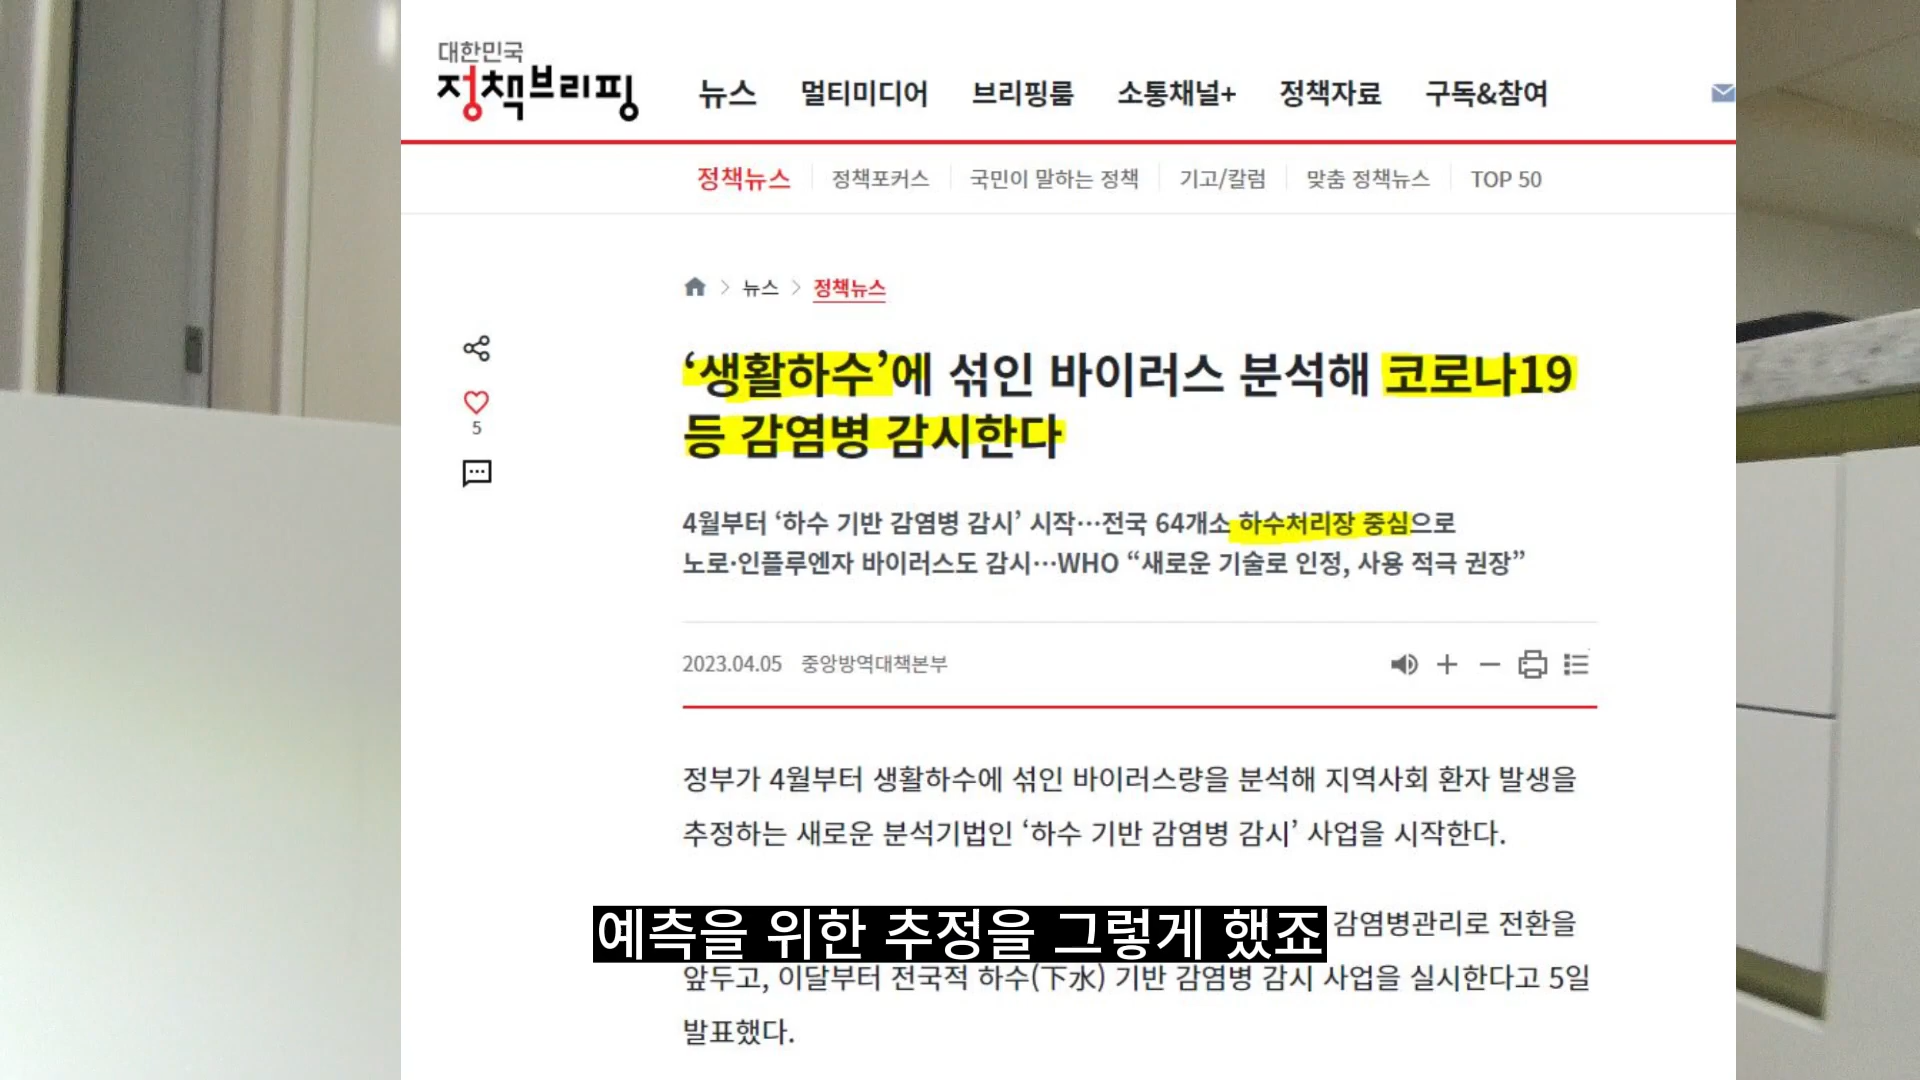 대한민국
정책브리핑
뉴스 멀티미디어 브리핑룸 소통채널+ 정책자료 구독&참여
정책뉴스 정책포커스 국민이 말하는 정책 기고/칼럼 맞춤 정책뉴스 TOP 50
뉴스 정책뉴스
‘생활하수’에 섞인 바이러스 분석해 코로나19
등 감염병 감시한다
5
4월부터 ‘하수 기반 감염병 감시’ 시작…전국 64개소 하수처리장 중심으로
노로·인플루엔자 바이러스도 감시…WHO “새로운 기술로 인정, 사용 적극 권장”
2023.04.05 중앙방역대책본부
정부가 4월부터 생활하수에 섞인 바이러스량을 분석해 지역사회 환자 발생을
추정하는 새로운 분석기법인 ‘하수 기반 감염병 감시’ 사업을 시작한다.
감염병관리로 전환을
예측을 위한 추정을 그렇게 했죠
앞두고, 이달부터 전국적 하수(下水) 기반 감염병 감시 사업을 실시한다고 5일
발표했다.